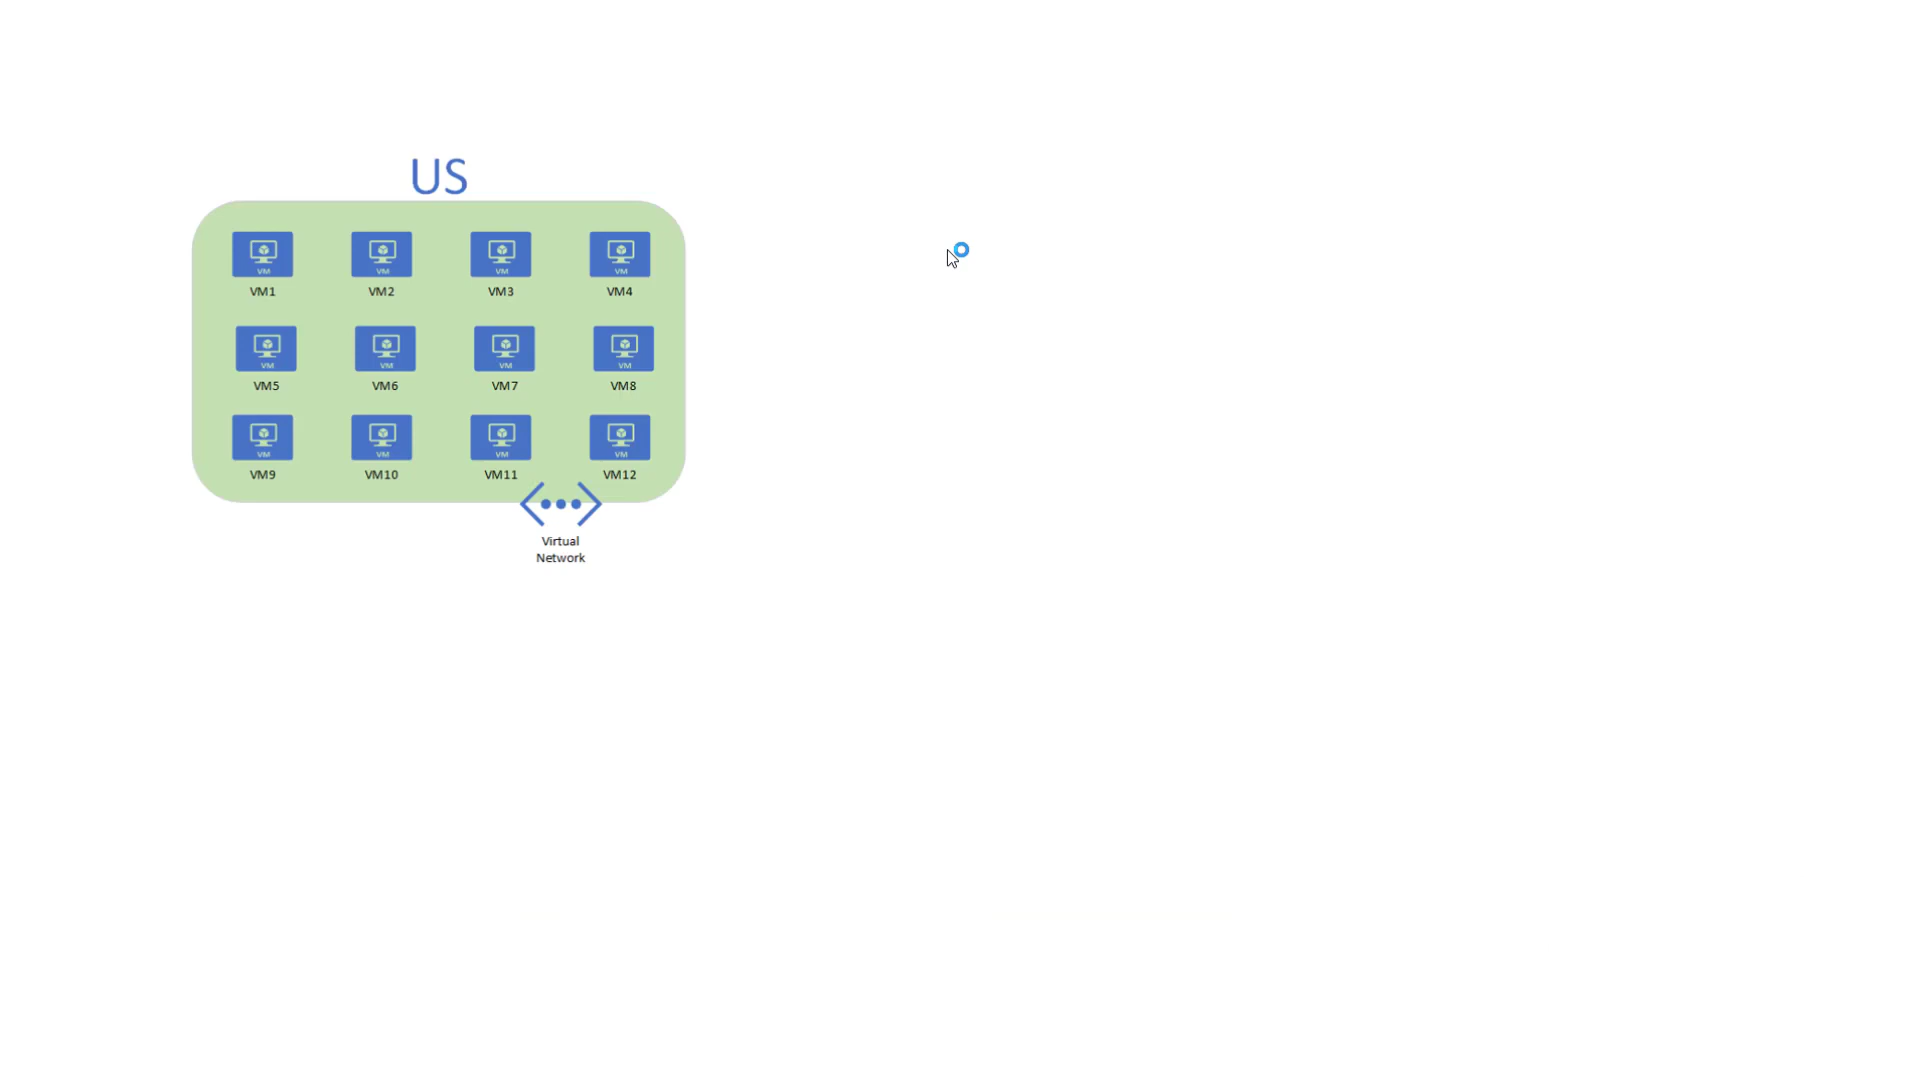 US
VM
VM
VM
VM
VM1
VM2
VM3
VM4
VM
VM
VM
VM
VM5
VM6
VM7
VM8
VM
VM
VM
VM
VM9
VM10
VM11
VM12
Virtual
Network